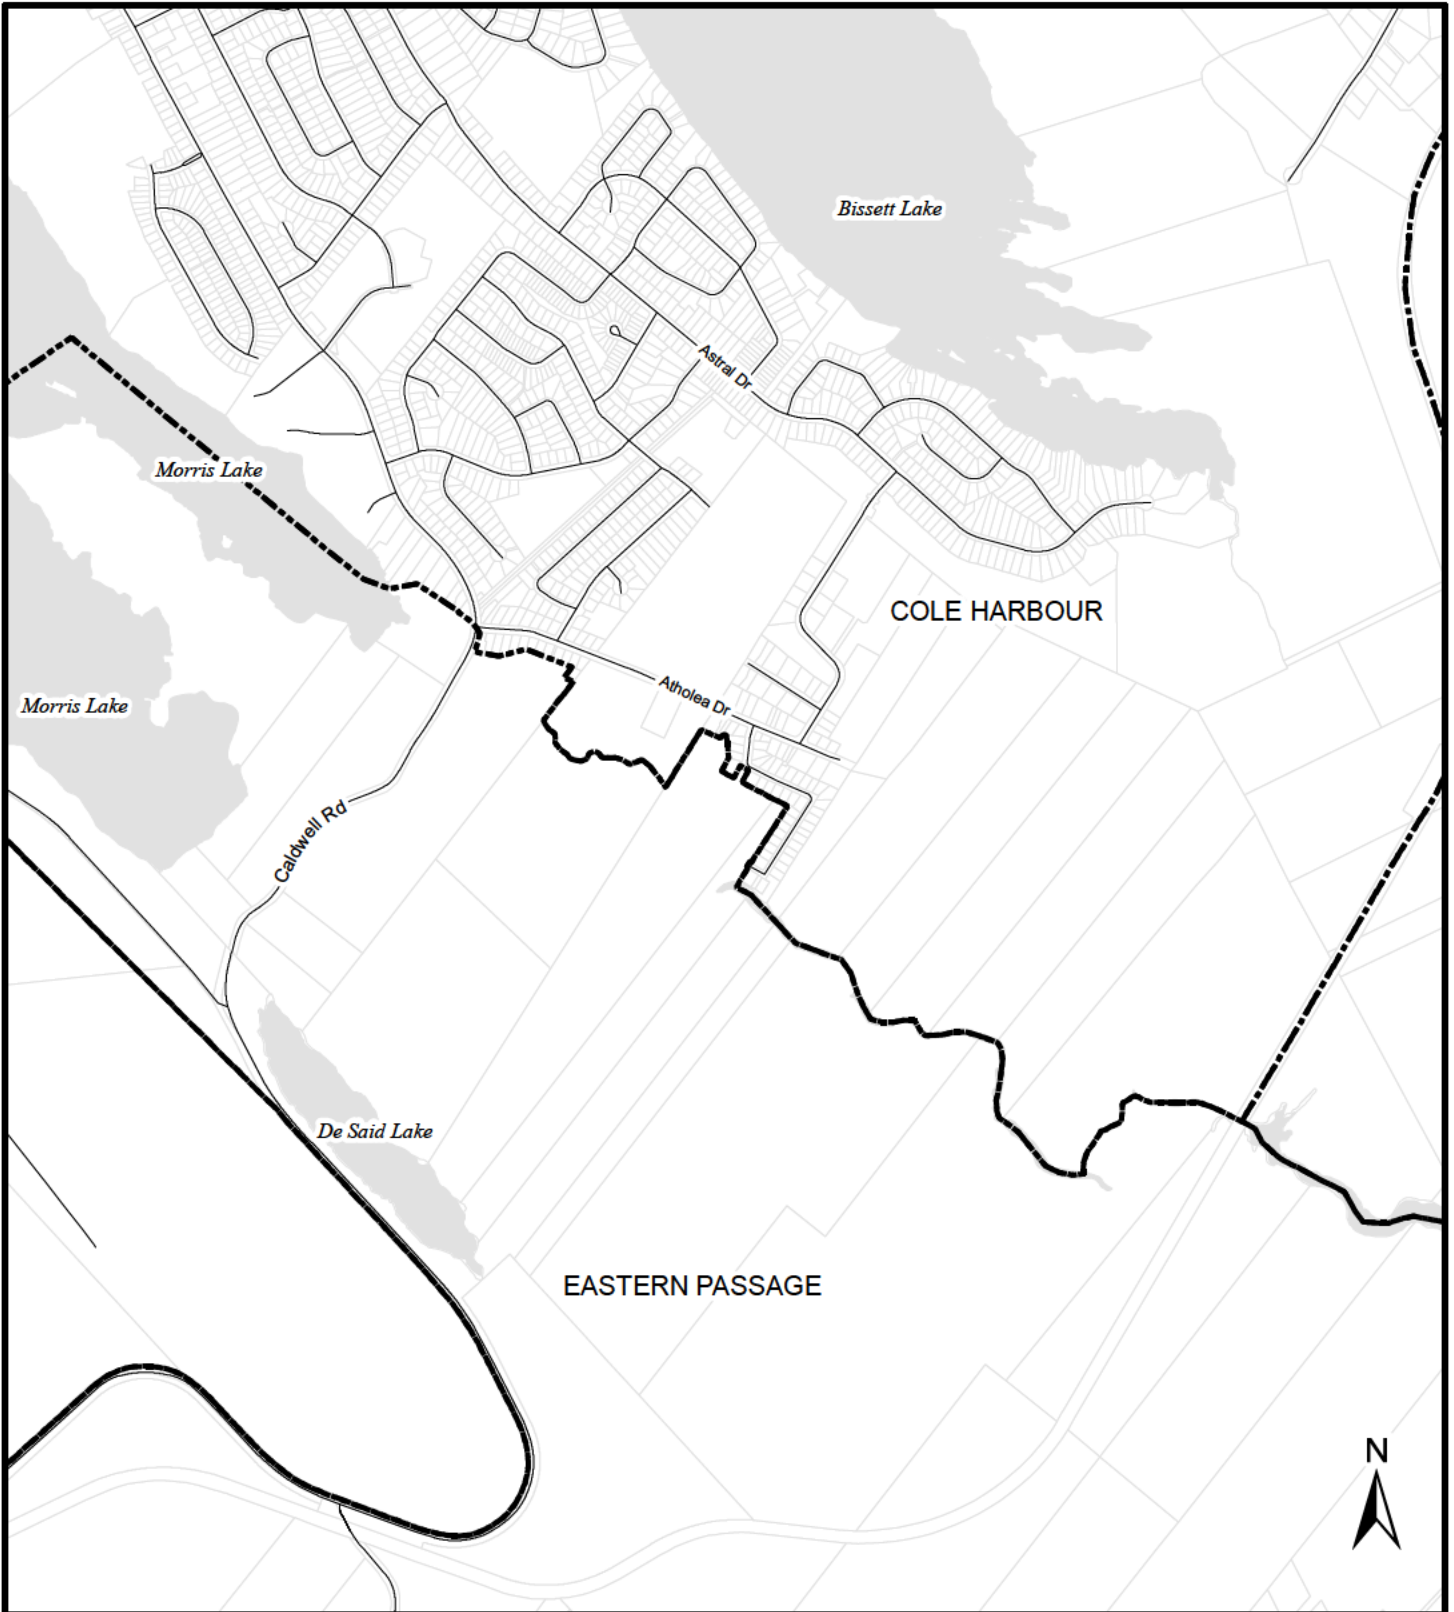 Bissett Lake
Astral Dr
Morris Lake
COLE HARBOUR
Atholea Dr
Morris Lake
Caldwell Rd
De Said Lake
EASTERN PASSAGE
N